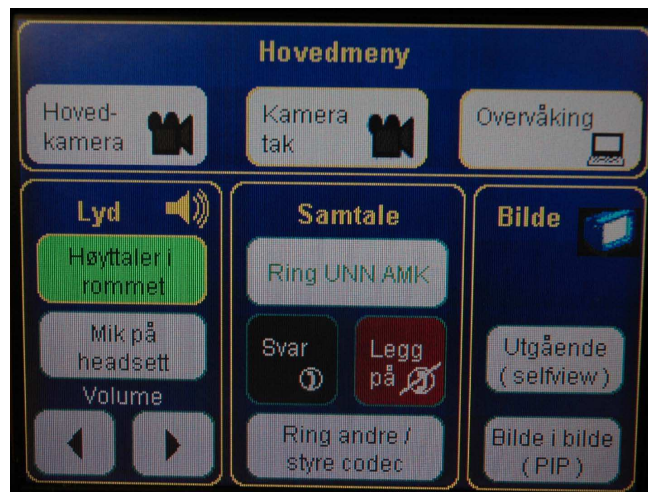 Hovedmeny
Hoved-
kamera
Kamera
tak
Overvåking
Lyd
Høyttaler i
rommet
Mik på
headsett
Volume
Samtale
Ring UNN AMK
Svar
Legg
på
Ring andre /
styre codec
Bilde
Utgående
( selfview )
Bilde i bilde
( PIP )